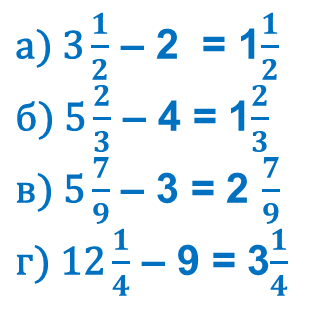 а) 3 1/2 – 2 = 1 1/2
б) 5 2/3 – 4 = 1 2/3
в) 5 7/9 – 3 = 2 7/9
г) 12 1/4 – 9 = 3 1/4